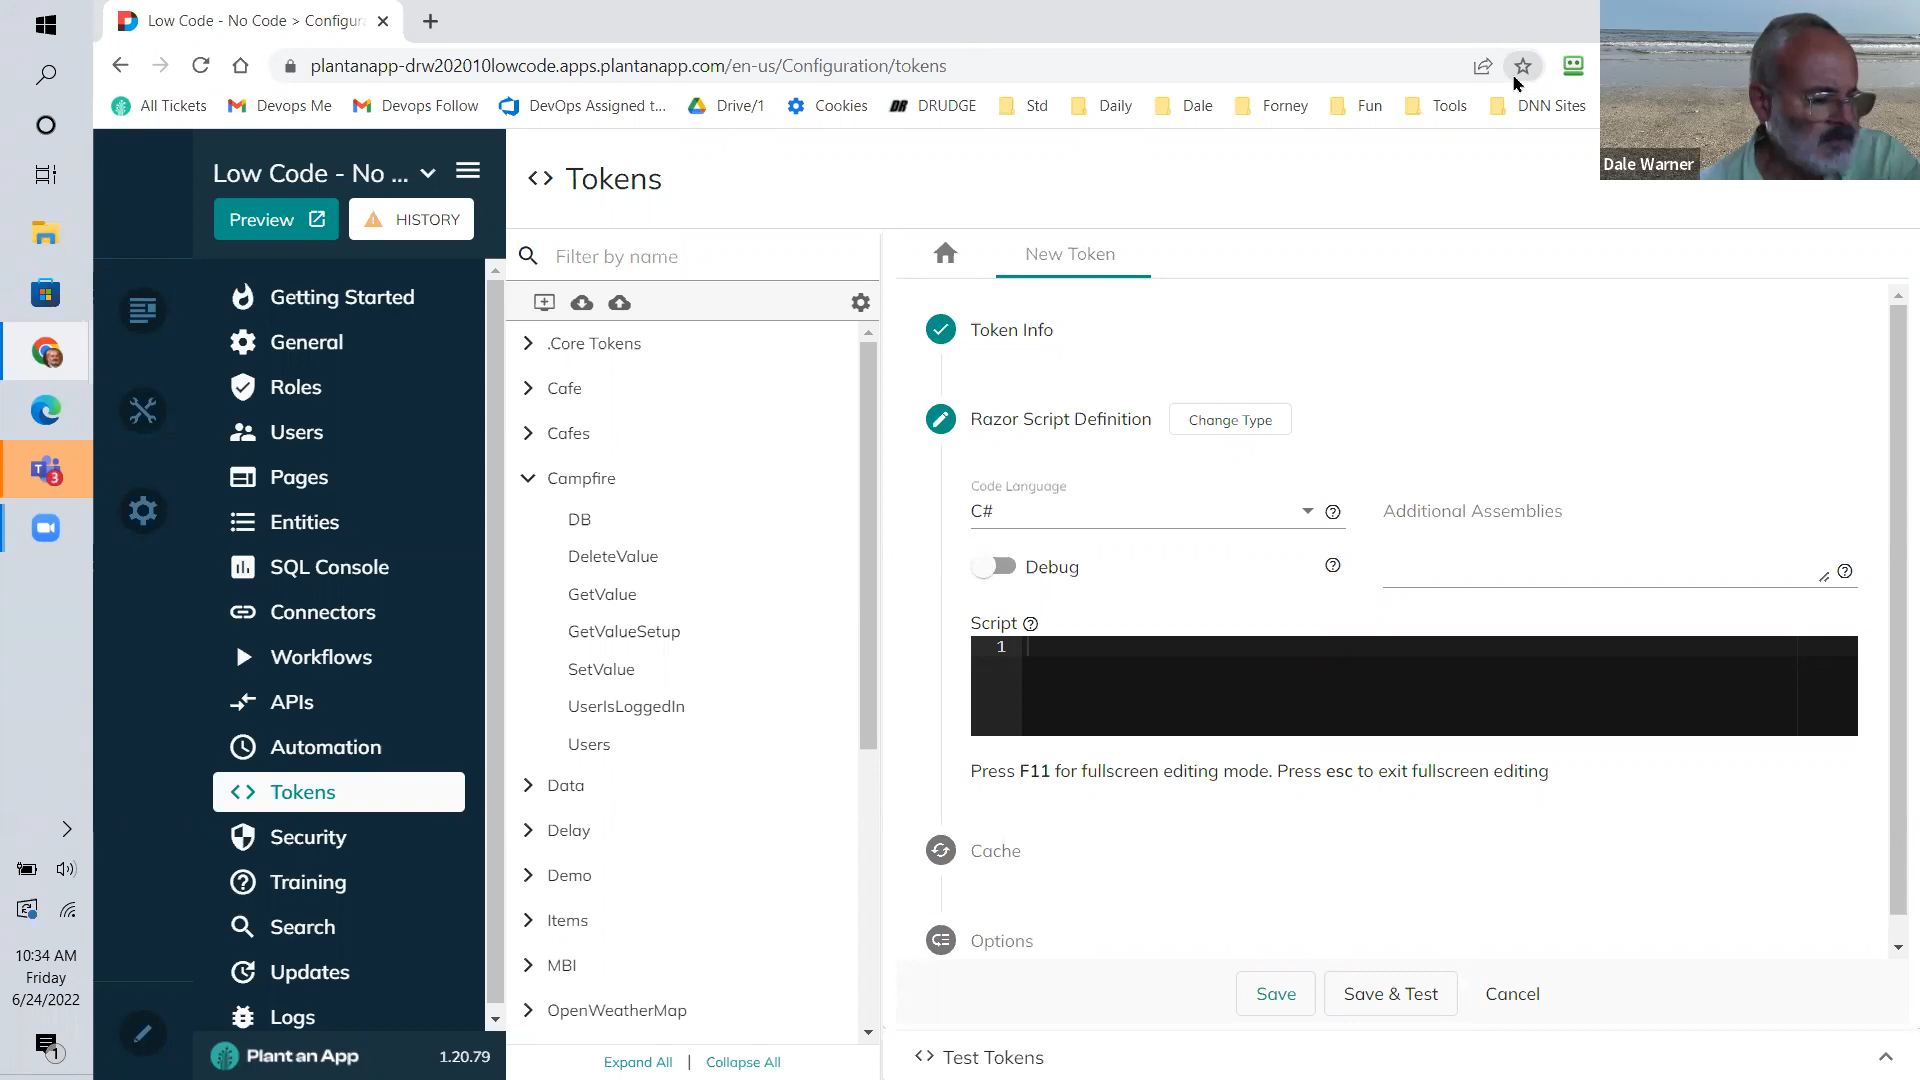 Low Code - No Code > Configura
plantanapp-drw202010lowcode.apps.plantanapp.com/en-us/Configuration/tokens
All Tickets
Devops Me
Devops Follow
DevOps Assigned t...
Drive/1
Cookies
DR DRUDGE
Std
Daily
Dale
Forney
Fun
Tools
DNN Sites
Dale Warner
Low Code - No ...
Preview
HISTORY
Getting Started
General
Roles
Users
Pages
Entities
SQL Console
Connectors
Workflows
APIs
Automation
Tokens
Security
Training
Search
Updates
Logs
Plant an App
1.20.79
Tokens
Filter by name
.Core Tokens
Cafe
Cafes
Campfire
DB
DeleteValue
GetValue
GetValueSetup
SetValue
UserIsLoggedIn
Users
Data
Delay
Demo
Items
MBI
OpenWeatherMap
Expand All | Collapse All
New Token
Token Info
Razor Script Definition
Change Type
Code Language
C#
Additional Assemblies
Debug
Script
1
Press F11 for fullscreen editing mode. Press esc to exit fullscreen editing
Cache
Options
Save
Save & Test
Cancel
Test Tokens
T
3
10:34 AM
Friday
6/24/2022
1